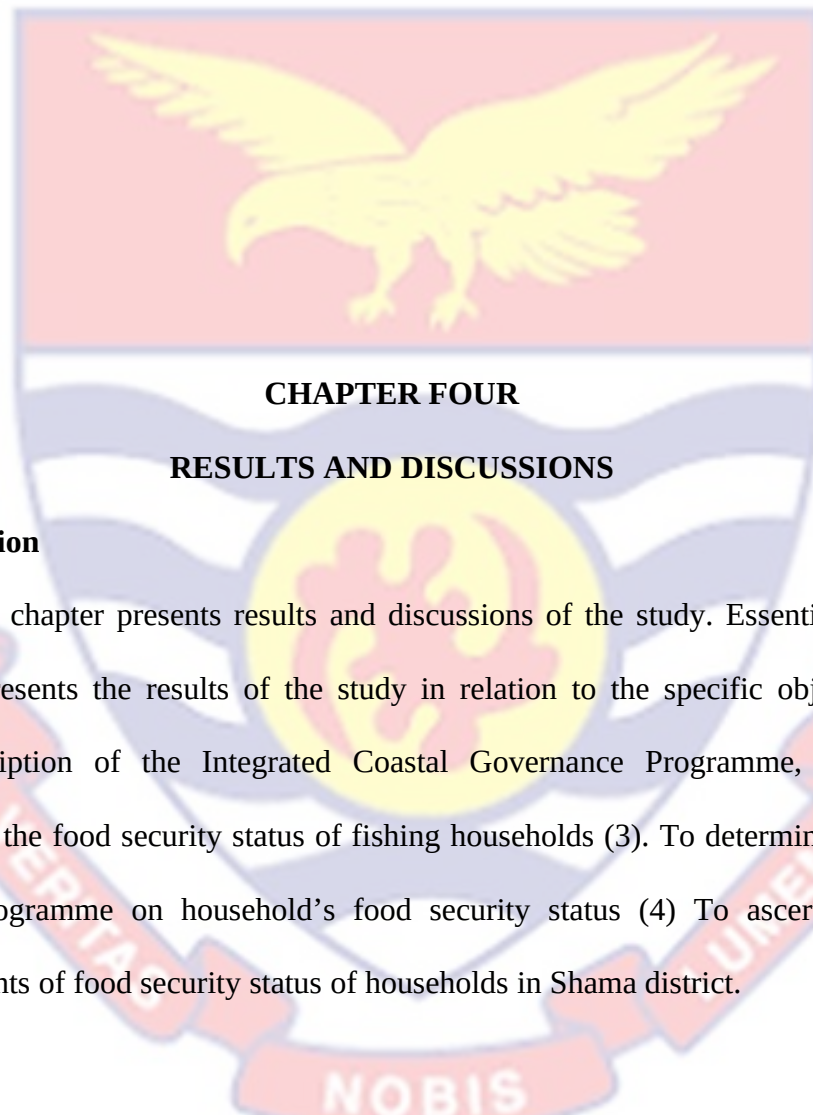 CHAPTER FOUR
RESULTS AND DISCUSSIONS
ion
chapter presents results and discussions of the study. Essenti
resents the results of the study in relation to the specific obj
iption of the Integrated Coastal Governance Programme,
the food security status of fishing households (3). To determin
ogramme on household's food security status (4) To ascer
nts of food security status of households in Shama district.
VERITAS
NOBIS
LUMEN